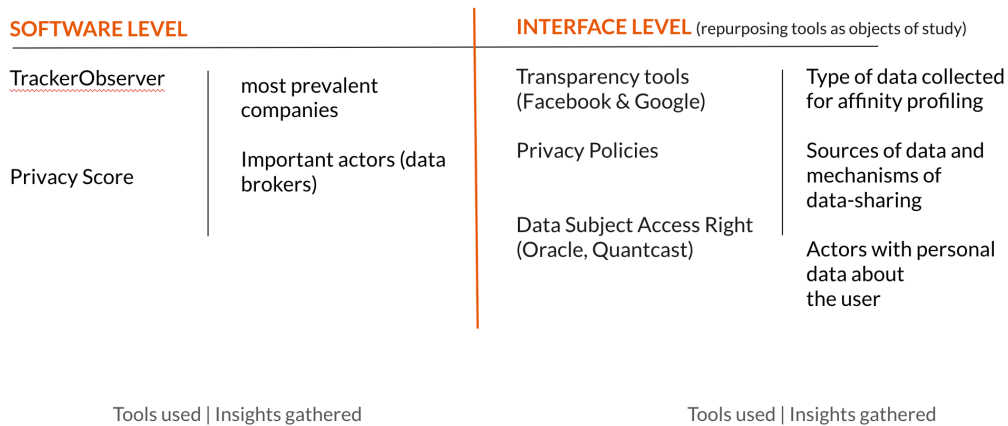 SOFTWARE LEVEL
TrackerObserver
Privacy Score
most prevalent
companies
Important actors (data
brokers)
Tools used | Insights gathered
INTERFACE LEVEL (repurposing tools as objects of study)
Transparency tools
(Facebook & Google)
Privacy Policies
Data Subject Access Right
(Oracle, Quantcast)
Type of data collected
for affinity profiling
Sources of data and
mechanisms of
data-sharing
Actors with personal
data about
the user
Tools used | Insights gathered